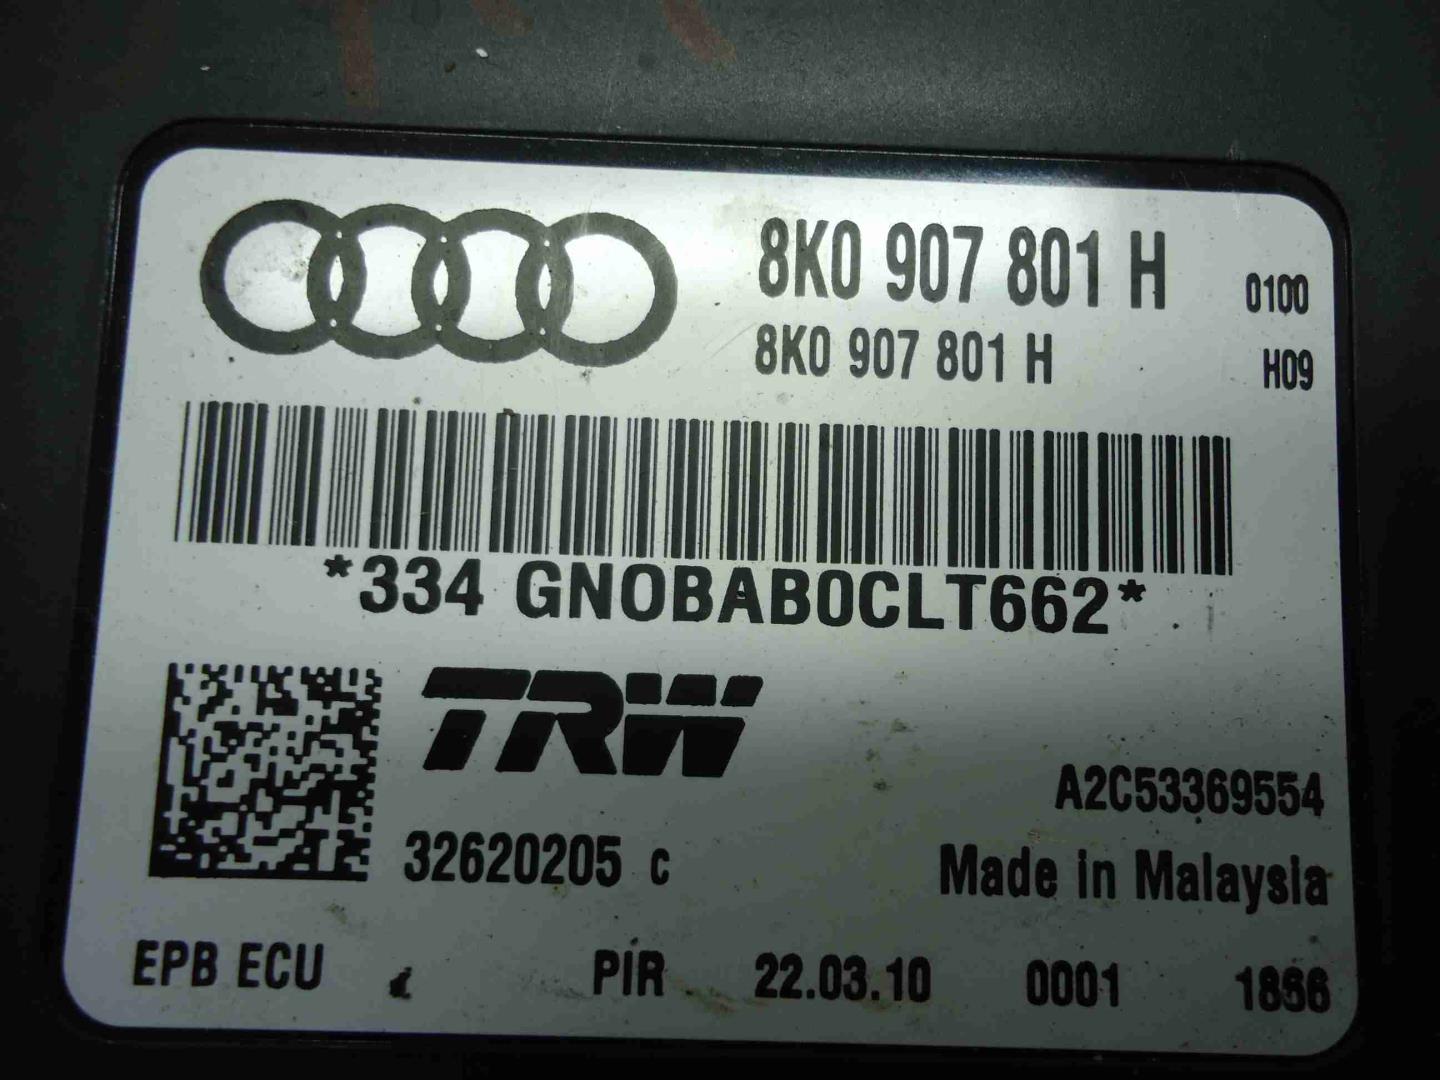 8K0 907 801 H 0100
8K0 907 801 H H09
*334 GNOBAB0CLT662*
TRW
A2C53369554
32620205 c Made in Malaysia
EPB ECU PIR 22.03.10 0001